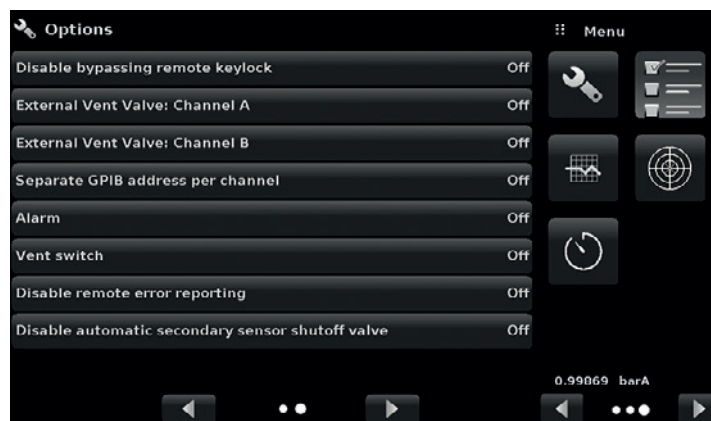 Options
Menu
Disable bypassing remote keylock Off
External Vent Valve: Channel A Off
External Vent Valve: Channel B Off
Separate GPIB address per channel Off
Alarm Off
Vent switch Off
Disable remote error reporting Off
Disable automatic secondary sensor shutoff valve Off
0.99869 barA